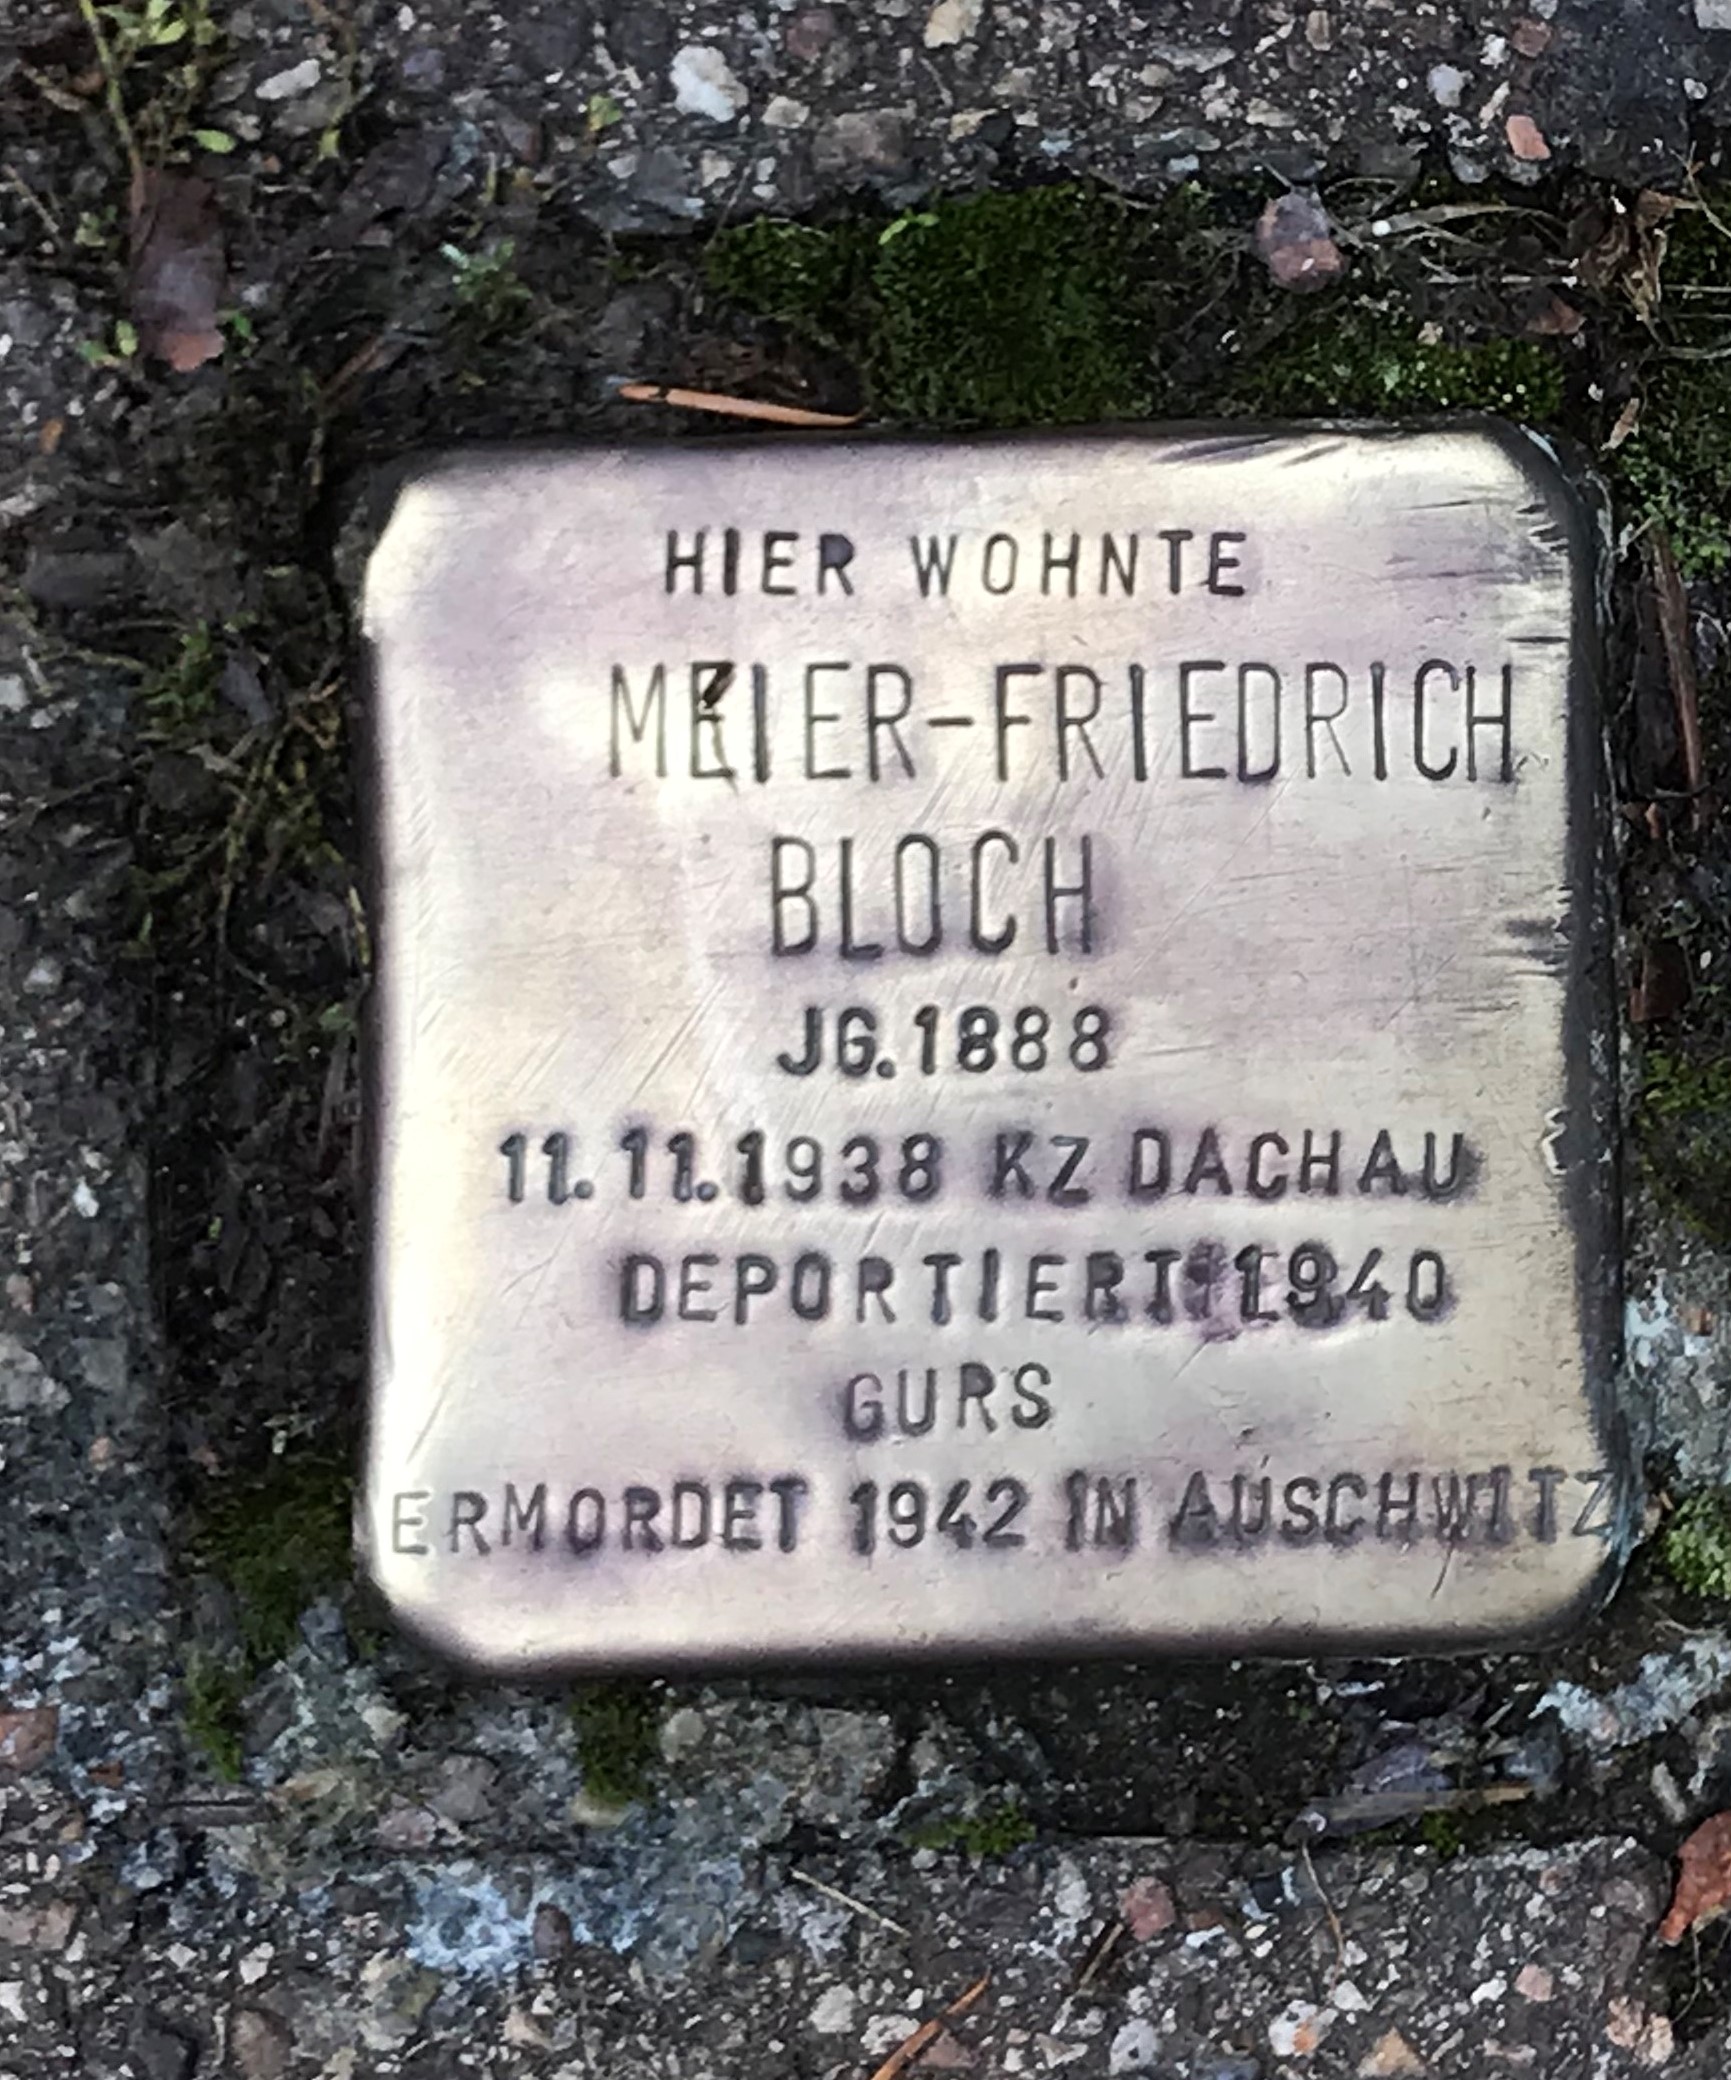 HIER WOHNTE
MEIER-FRIEDRICH
BLOCH
JG.1888
11.11.1938 KZ DACHAU
DEPORTIERT 1940
GURS
ERMORDET 1942 IN AUSCHWITZ